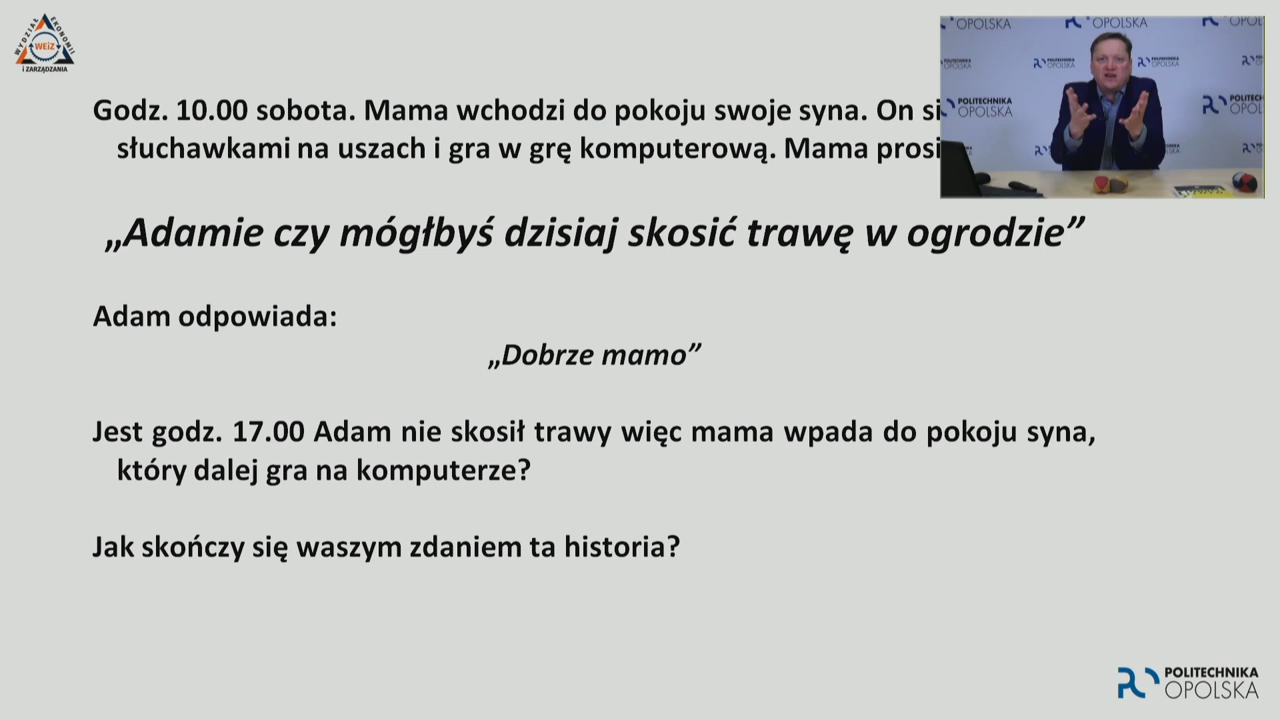 WYDZIAŁ EKONOMII
WEiZ
I ZARZĄDZANIA
OPOLSKA
OPOLSKA
POLITECHNIKA
OPOLSKA
POLITECHNIKA
OPOLSKA
POLITECHNIKA
OPOLSKA
Godz. 10.00 sobota. Mama wchodzi do pokoju swoje syna. On si
słuchawkami na uszach i gra w grę komputerową. Mama prosi
„Adamie czy mógłbyś dzisiaj skosić trawę w ogrodzie”
Adam odpowiada:
„Dobrze mamo”
Jest godz. 17.00 Adam nie skosił trawy więc mama wpada do pokoju syna,
który dalej gra na komputerze?
Jak skończy się waszym zdaniem ta historia?
POLITECHNIKA
OPOLSKA